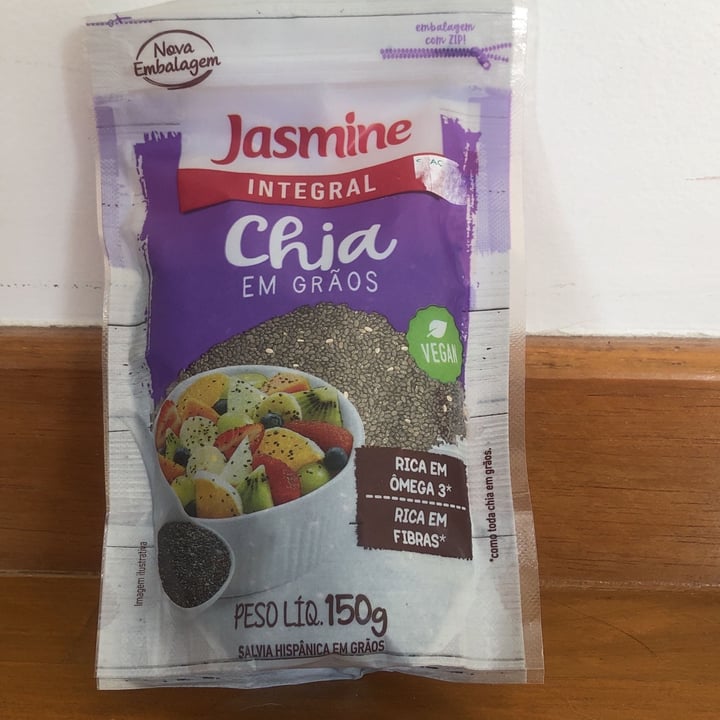 Nova
Embalagem
embalagem
com ZIP!
Jasmine
INTEGRAL
Chia
EM GRÃOS
VEGAN
RICA EM
ÔMEGA 3*
RICA EM
FIBRAS*
*como toda chia em grãos.
Imagem ilustrativa
PESO LÍQ. 150g
SALVIA HISPÂNICA EM GRÃOS